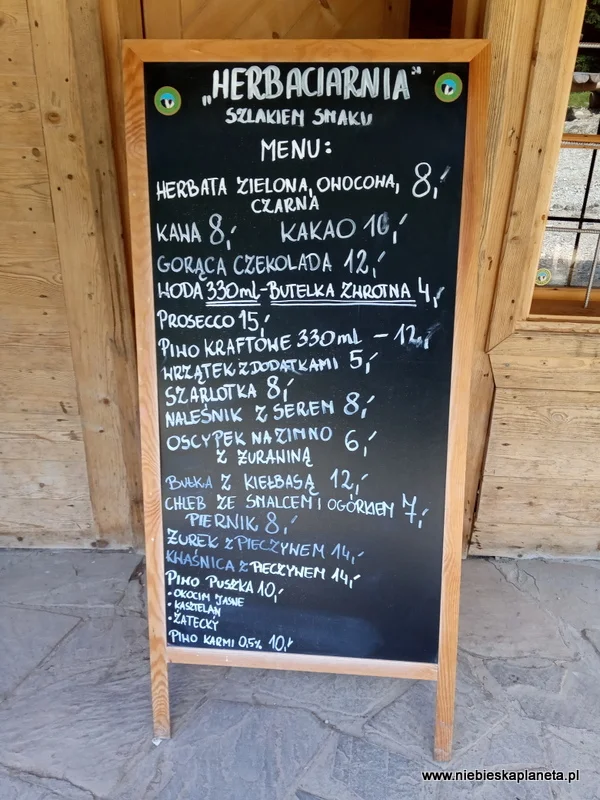 „HERBACIARNIA"
SZLAKIEM SMAKU
MENU:
HERBATA ZIELONA, OWOCOWA, 8,-
CZARNA
KAWA 8,- KAKAO 10,-
GORĄCA CZEKOLADA 12,-
WODA 330ml-BUTELKA ZWROTNA 4,-
PROSECCO 15,-
PIWO KRAFTOWE 330ml - 12,-
WRZĄTEK Z DODATKAMI 5,-
SZARLOTKA 8,-
NALEŚNIK Z SEREM 8,-
OSCYPEK NA ZIMNO 6,-
Z ŻURANINĄ
BUŁKA Z KIEŁBASĄ 12,-
CHLEB ZE SMALCEM I OGÓRKIEM 7,-
PIERNIK 8,-
ŻUREK Z PIECZYWEM 14,-
KWAŚNICA Z PIECZYWEM 14,-
PIWO PUSZKA 10,-
• OKOCIM JASNE
• KASZTELAN
• ŽATECKÝ
PIWO KARMI 0,5% 10,-
www.niebieskaplaneta.pl